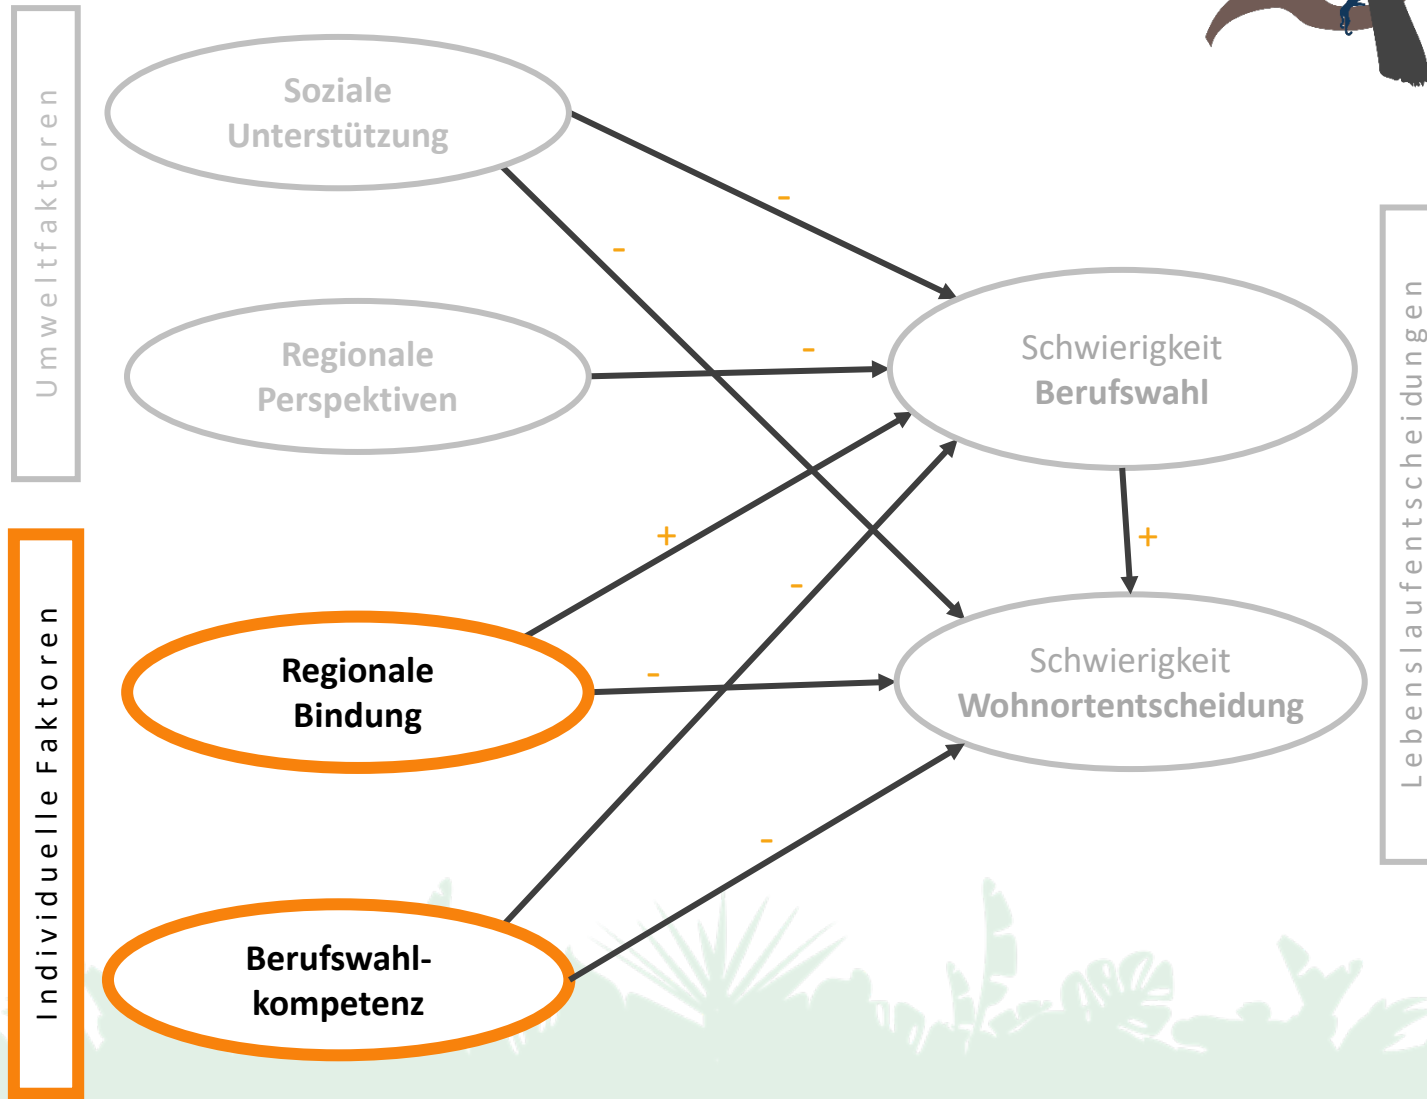 Umweltfaktoren
Soziale
Unterstützung
-
-
Regionale
Perspektiven
-
Schwierigkeit
Berufswahl
Lebenslaufentscheidungen
+
+
-
Individuelle Faktoren
Regionale
Bindung
-
Schwierigkeit
Wohnortentscheidung
-
Berufswahl-
kompetenz